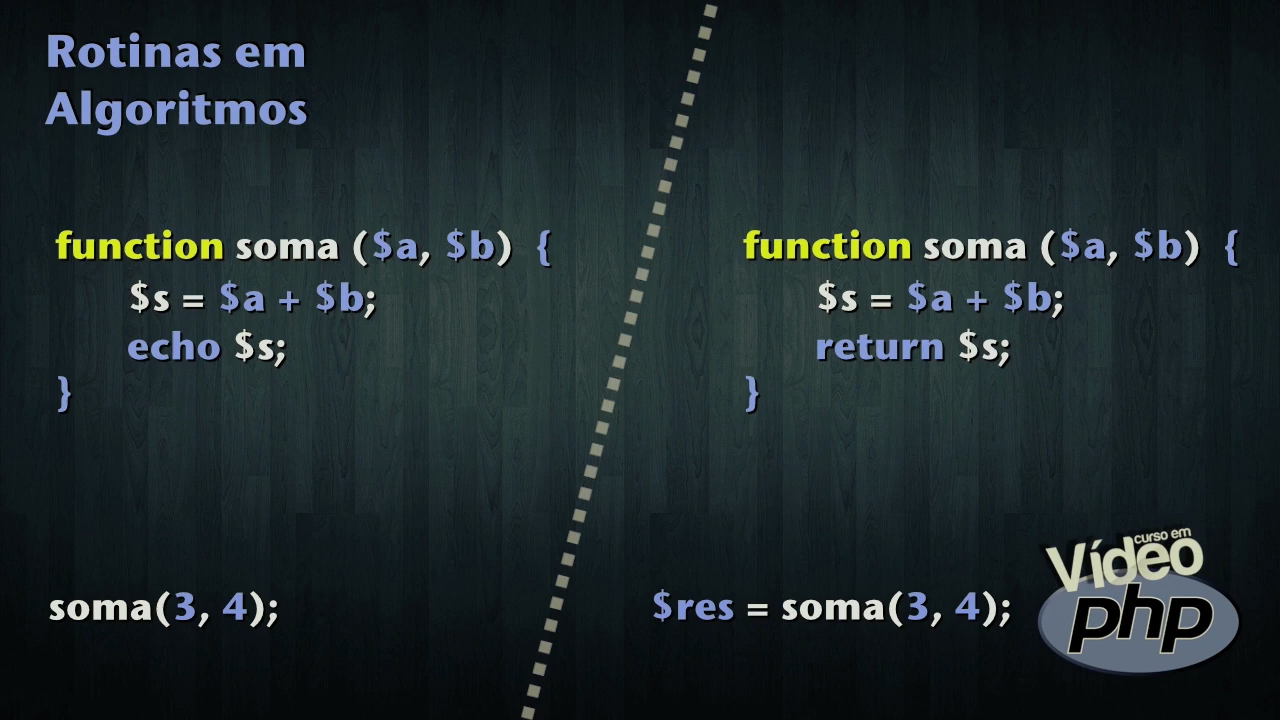 Rotinas em
Algoritmos
function soma ($a, $b) {
$s = $a + $b;
echo $s;
}
soma(3, 4);
function soma ($a, $b) {
$s = $a + $b;
return $s;
}
$res = soma(3, 4);
curso em
Vídeo
php